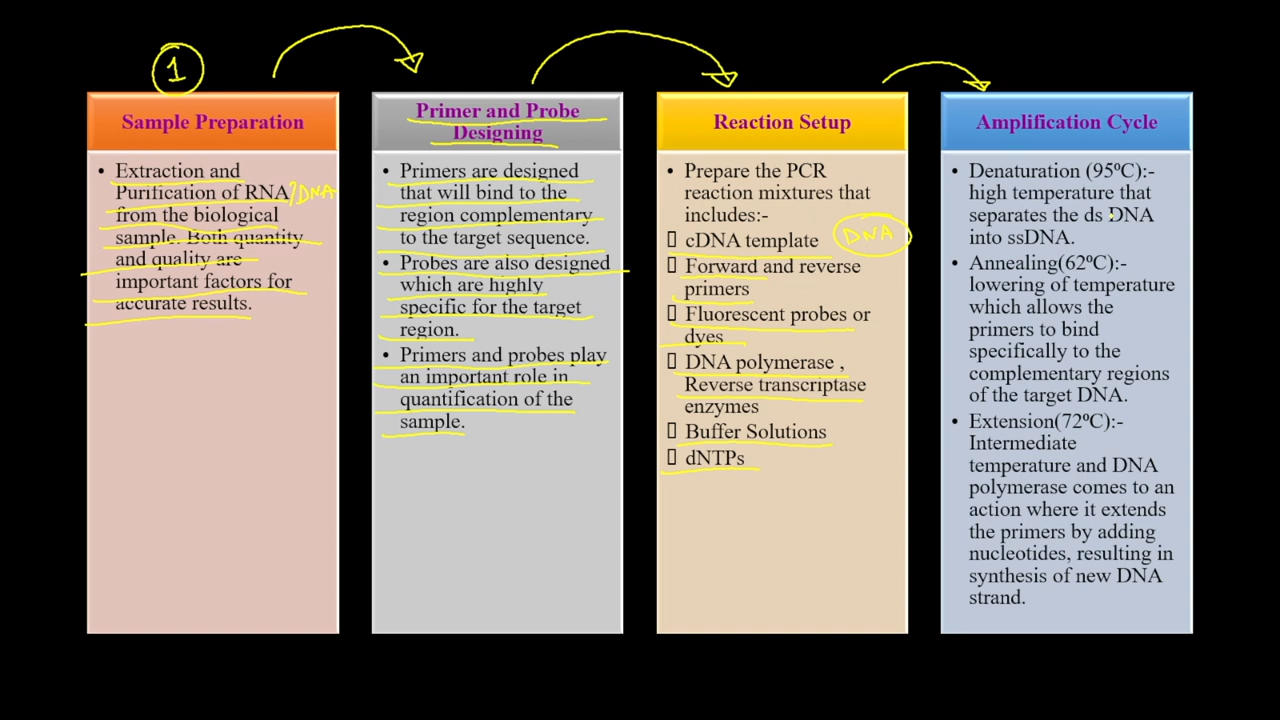 1
Sample Preparation
• Extraction and
Purification of RNA/DNA
from the biological
sample. Both quantity
and quality are
important factors for
accurate results.
Primer and Probe
Designing
• Primers are designed
that will bind to the
region complementary
to the target sequence.
• Probes are also designed
which are highly
specific for the target
region.
• Primers and probes play
an important role in
quantification of the
sample.
Reaction Setup
• Prepare the PCR
reaction mixtures that
includes:-
cDNA template DNA
Forward and reverse
primers
Fluorescent probes or
dyes
DNA polymerase ,
Reverse transcriptase
enzymes
Buffer Solutions
dNTPs
Amplification Cycle
• Denaturation (95ºC):-
high temperature that
separates the ds DNA
into ssDNA.
• Annealing(62ºC):-
lowering of temperature
which allows the
primers to bind
specifically to the
complementary regions
of the target DNA.
• Extension(72ºC):-
Intermediate
temperature and DNA
polymerase comes to an
action where it extends
the primers by adding
nucleotides, resulting in
synthesis of new DNA
strand.